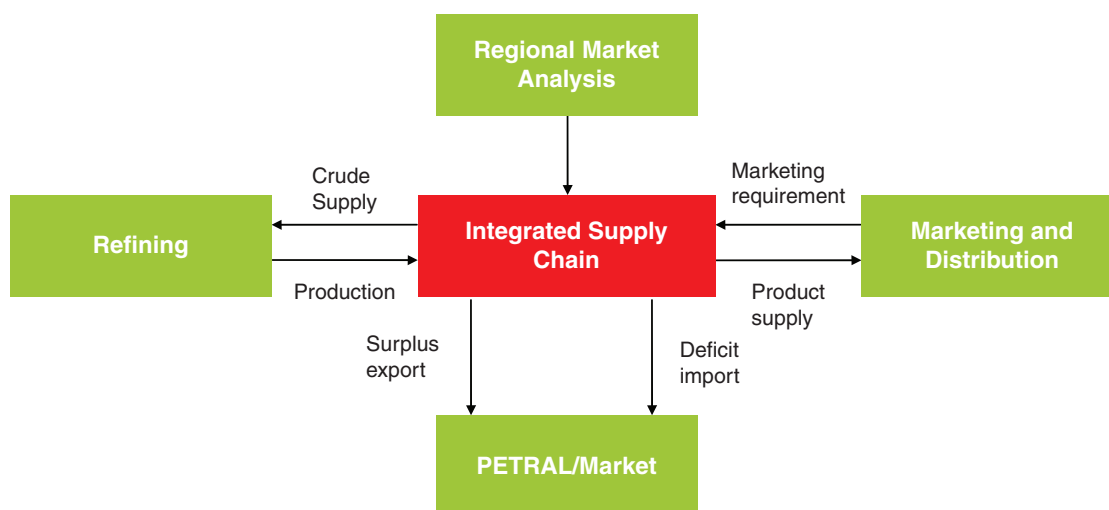 Regional Market
Analysis
Crude
Supply
Marketing
requirement
Refining
Integrated Supply
Chain
Marketing and
Distribution
Production
Product
supply
Surplus
export
Deficit
import
PETRAL/Market